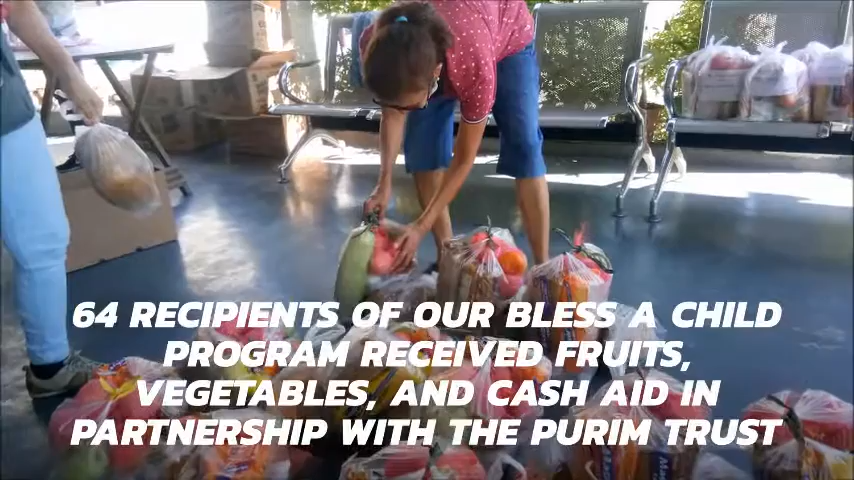 64 RECIPIENTS OF OUR BLESS A CHILD
PROGRAM RECEIVED FRUITS,
VEGETABLES, AND CASH AID IN
PARTNERSHIP WITH THE PURIM TRUST